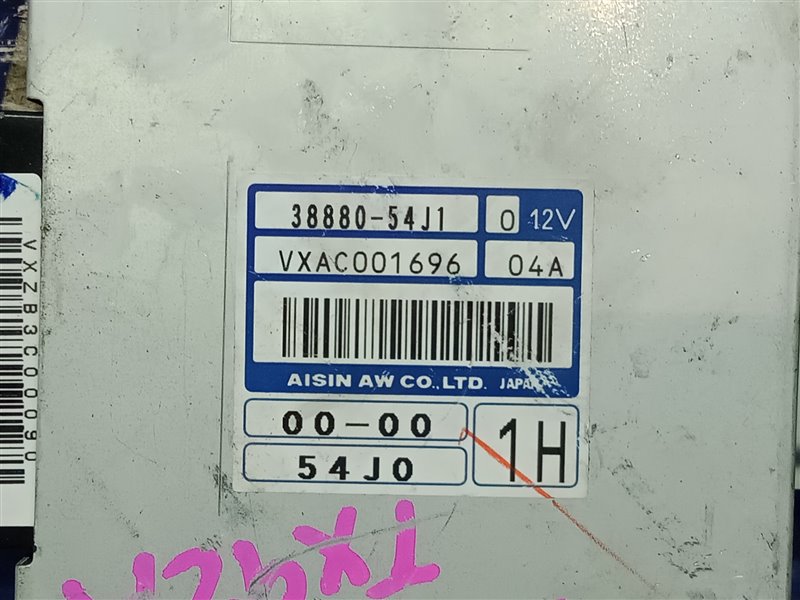 38880-54J1 0 12V
VXAC001696 04A
AISIN AW CO.,LTD. JAPAN
00-00 1H
54J0
VXZB3C00090